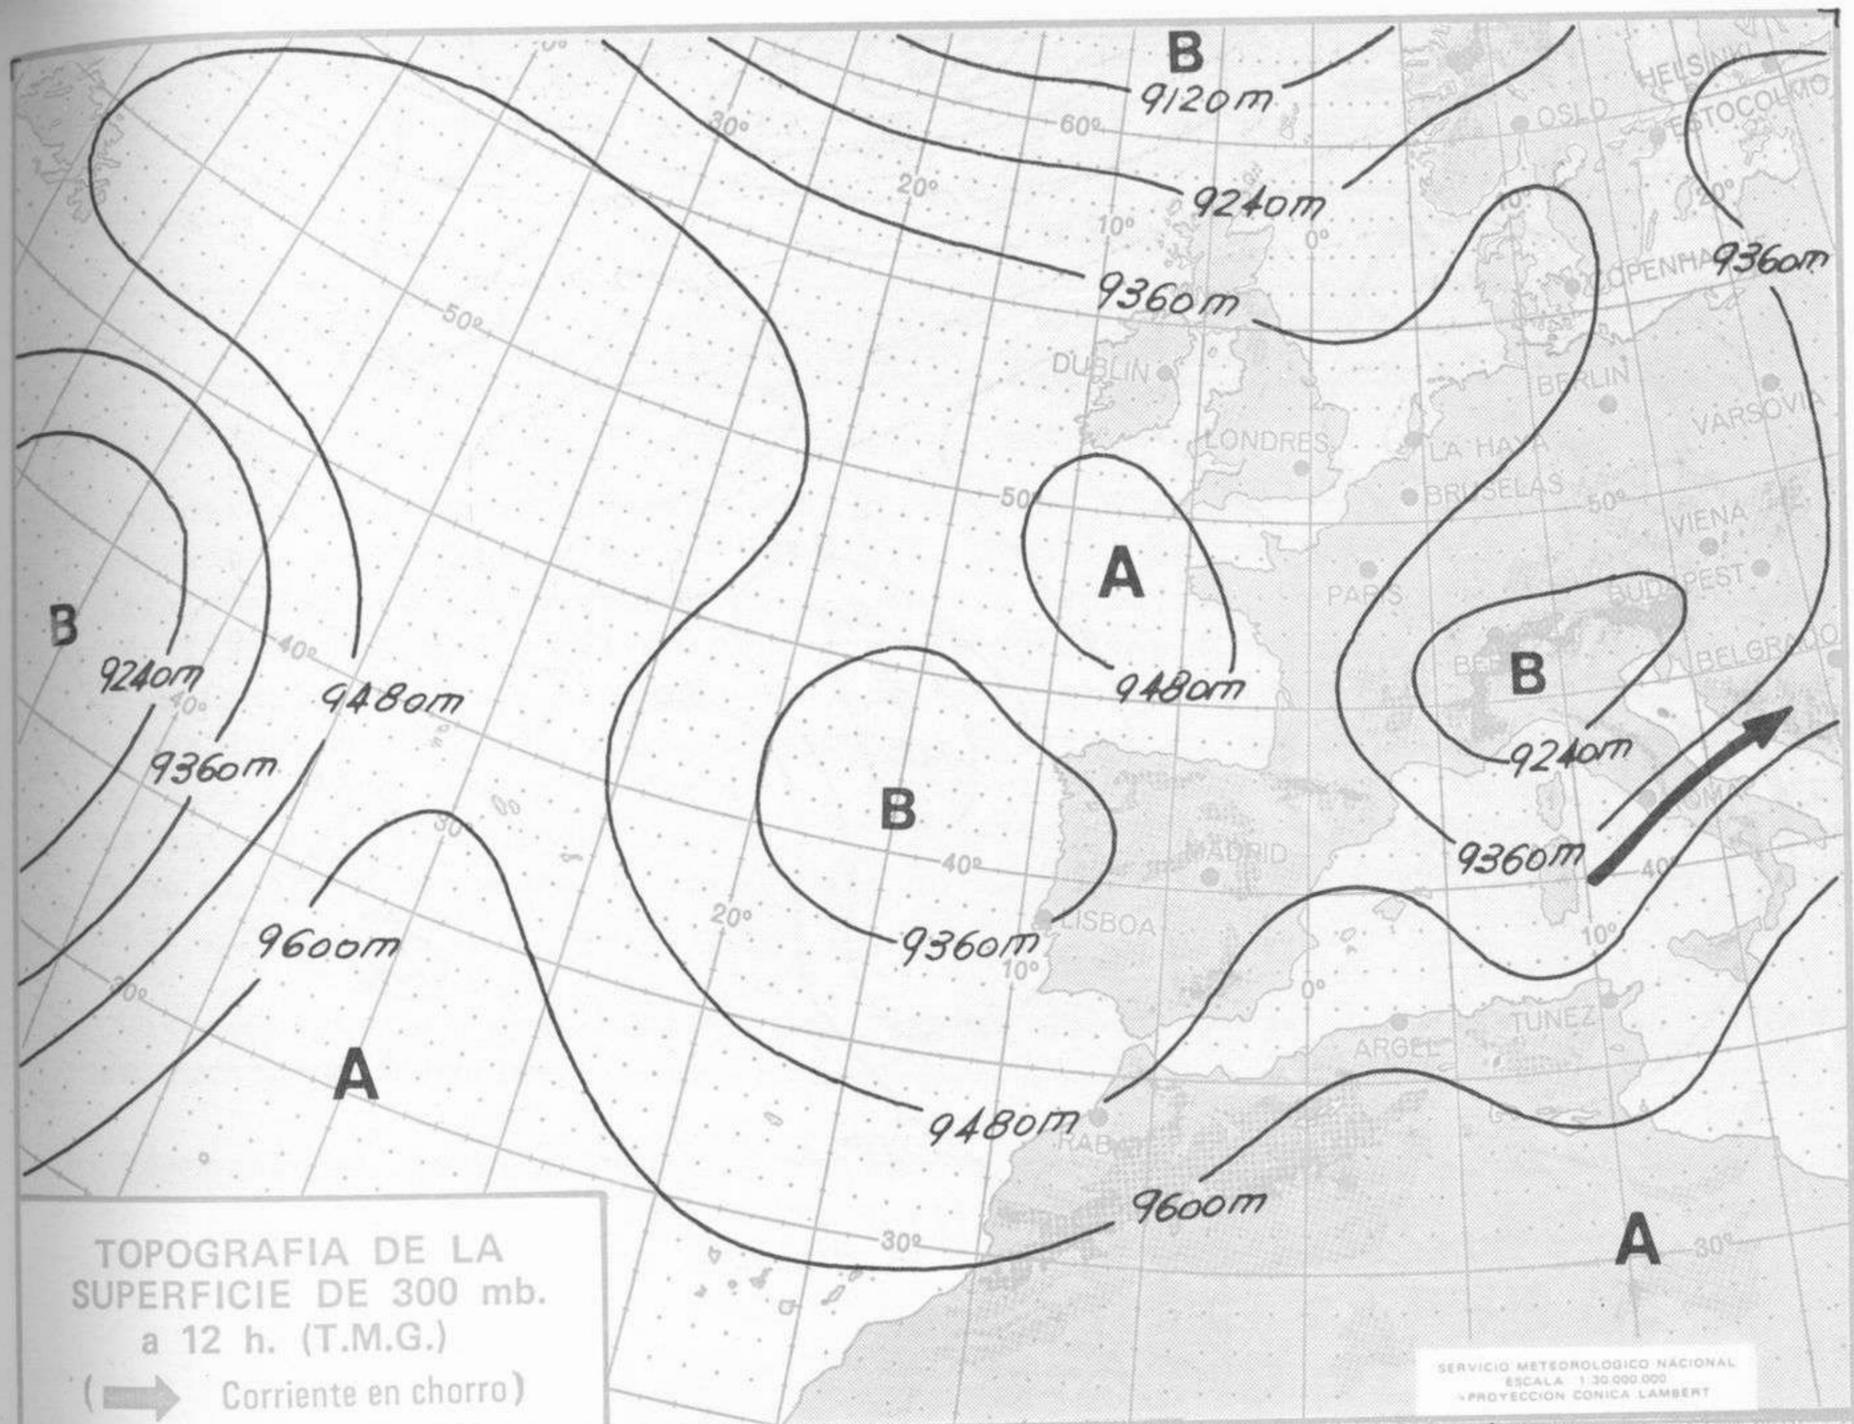 B
9120m
HELSINKI
OSLO
ESTOCOLMO
30º
60º
20º
9240m
10º
10º
20º
0º
9360m
COPENHAGUE
9360m
50º
DUBLIN
BERLIN
VARSOVIA
LONDRES
LA HAYA
50º
BRUSELAS
50º
VIENA
A
PARIS
BUDAPEST
B
40º
BELGRADO
9240m
40º
9480m
9480m
B
9360m
9240m
30º
B
ROMA
MADRID
40º
9360m
40º
20º
LISBOA
9600m
9360m
10º
10º
30º
0º
TUNEZ
ARGEL
A
9480m
RABAT
9600m
A
30º
30º
TOPOGRAFIA DE LA
SUPERFICIE DE 300 mb.
a 12 h. (T.M.G.)
( Corriente en chorro)
SERVICIO METEOROLOGICO NACIONAL
ESCALA 1:30.000.000
PROYECCION CONICA LAMBERT